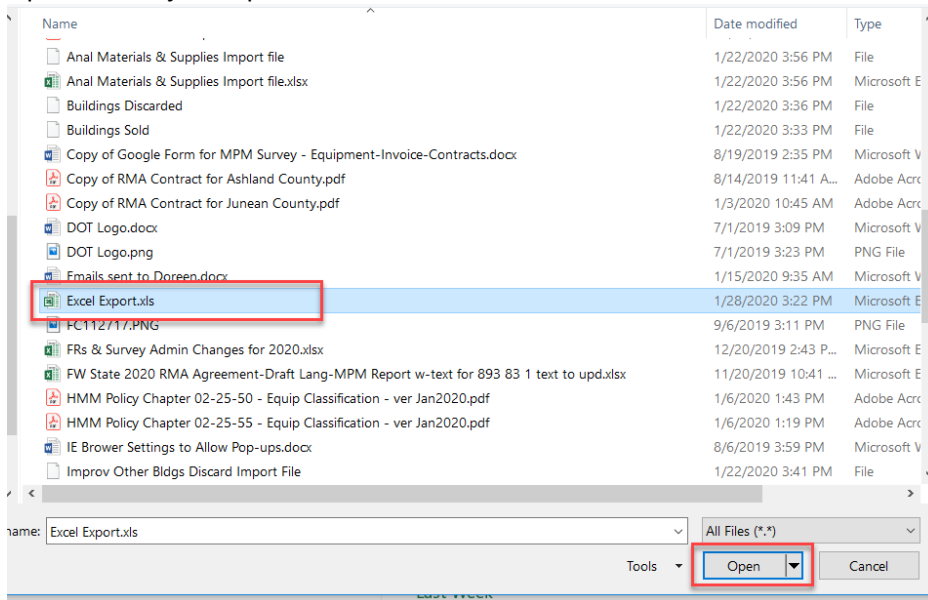 Name Date modified Type
Anal Materials & Supplies Import file 1/22/2020 3:56 PM File
Anal Materials & Supplies Import file.xlsx 1/22/2020 3:56 PM Microsoft E
Buildings Discarded 1/22/2020 3:36 PM File
Buildings Sold 1/22/2020 3:33 PM File
Copy of Google Form for MPM Survey - Equipment-Invoice-Contracts.docx 8/19/2019 2:35 PM Microsoft W
Copy of RMA Contract for Ashland County.pdf 8/14/2019 11:41 A... Adobe Acro
Copy of RMA Contract for Junean County.pdf 1/3/2020 10:45 AM Adobe Acro
DOT Logo.docx 7/1/2019 3:09 PM Microsoft W
DOT Logo.png 7/1/2019 3:23 PM PNG File
Emails sent to Doreen.docx 1/15/2020 9:35 AM Microsoft W
Excel Export.xls 1/28/2020 3:22 PM Microsoft E
FC112717.PNG 9/6/2019 3:11 PM PNG File
FRs & Survey Admin Changes for 2020.xlsx 12/20/2019 2:43 P... Microsoft E
FW State 2020 RMA Agreement-Draft Lang-MPM Report w-text for 893 83 1 text to upd.xlsx 11/20/2019 10:41 ... Microsoft E
HMM Policy Chapter 02-25-50 - Equip Classification - ver Jan2020.pdf 1/6/2020 1:43 PM Adobe Acro
HMM Policy Chapter 02-25-55 - Equip Classification - ver Jan2020.pdf 1/6/2020 1:19 PM Adobe Acro
IE Brower Settings to Allow Pop-ups.docx 8/6/2019 3:59 PM Microsoft W
Improv Other Bldgs Discard Import File 1/22/2020 3:41 PM File
name: Excel Export.xls All Files (*.*)
Tools Open Cancel
Last Week